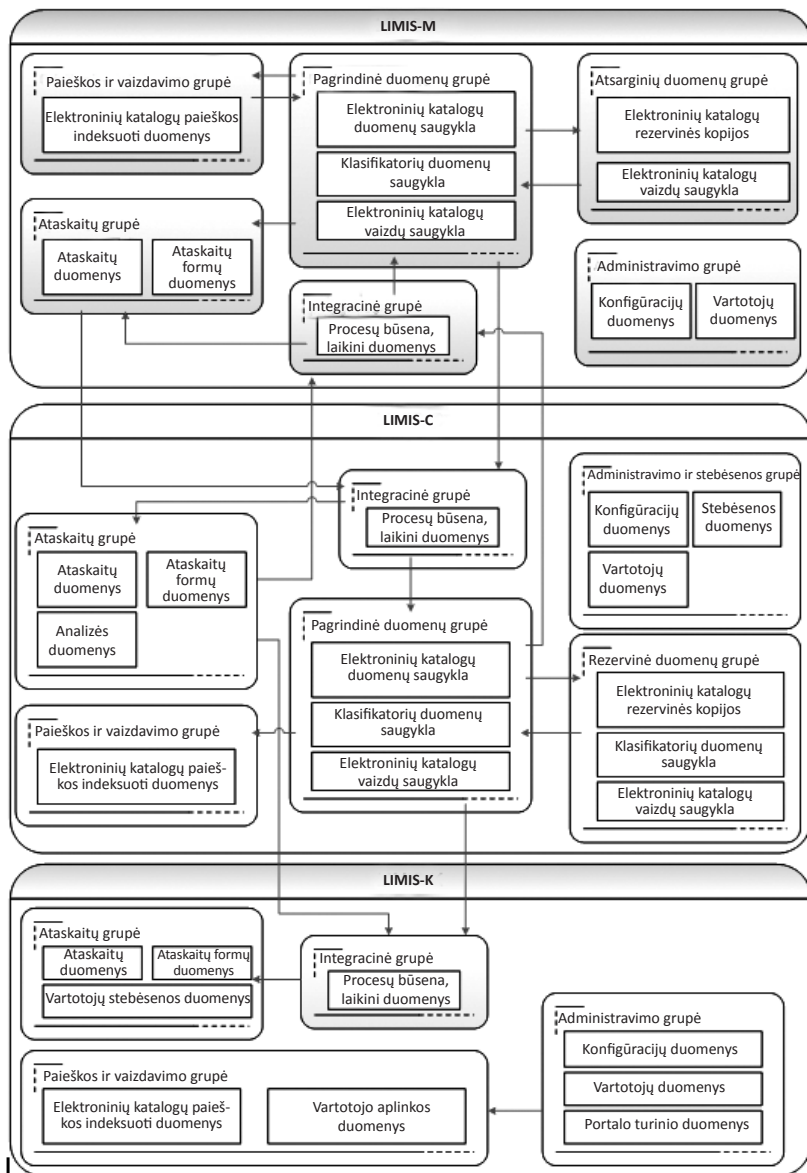 LIMIS-M
Paieškos ir vaizdavimo grupė
Elektroninių katalogų paieškos
indeksuoti duomenys
Pagrindinė duomenų grupė
Elektroninių katalogų
duomenų saugykla
Klasifikatorių duomenų
saugykla
Elektroninių katalogų
vaizdų saugykla
Atsarginių duomenų grupė
Elektroninių katalogų
rezervinės kopijos
Elektroninių katalogų
vaizdų saugykla
Ataskaitų grupė
Ataskaitų
duomenys
Ataskaitų
formų
duomenys
Integracinė grupė
Procesų būsena,
laikini duomenys
Administravimo grupė
Konfigūracijų
duomenys
Vartotojų
duomenys
LIMIS-C
Integracinė grupė
Procesų būsena,
laikini duomenys
Administravimo ir stebėsenos grupė
Konfigūracijų
duomenys
Stebėsenos
duomenys
Vartotojų
duomenys
Ataskaitų grupė
Ataskaitų
duomenys
Ataskaitų
formų
duomenys
Analizės
duomenys
Pagrindinė duomenų grupė
Elektroninių katalogų
duomenų saugykla
Klasifikatorių duomenų
saugykla
Elektroninių katalogų
vaizdų saugykla
Rezervinė duomenų grupė
Elektroninių katalogų
rezervinės kopijos
Klasifikatorių duomenų
saugykla
Elektroninių katalogų
vaizdų saugykla
Paieškos ir vaizdavimo grupė
Elektroninių katalogų paieš-
kos indeksuoti duomenys
LIMIS-K
Ataskaitų grupė
Ataskaitų
duomenys
Ataskaitų formų
duomenys
Vartotojų stebėsenos duomenys
Integracinė grupė
Procesų būsena,
laikini duomenys
Administravimo grupė
Konfigūracijų duomenys
Vartotojų duomenys
Portalo turinio duomenys
Paieškos ir vaizdavimo grupė
Elektroninių katalogų paieš-
kos indeksuoti duomenys
Vartotojo aplinkos
duomenys